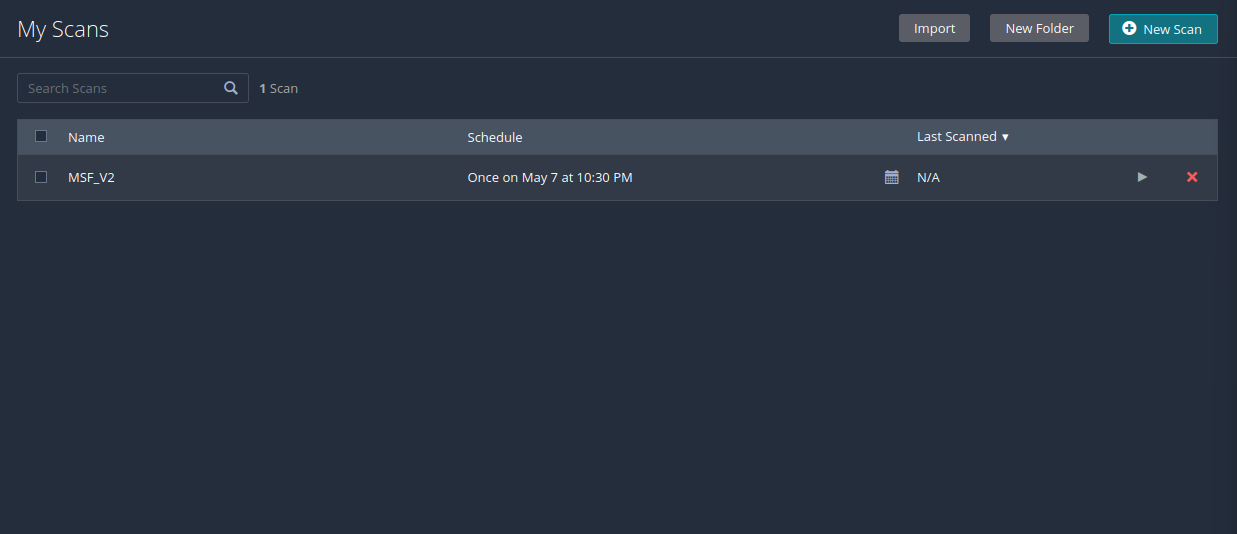 My Scans
Import
New Folder
New Scan
Search Scans
1 Scan
Name Schedule Last Scanned ▼
MSF_V2 Once on May 7 at 10:30 PM N/A